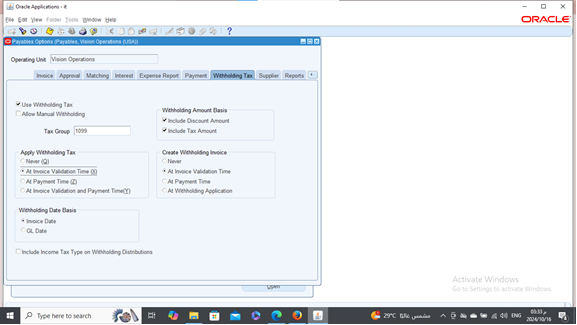 Oracle Applications - it
File Edit View Folder Tools Window Help
ORACLE
Payables Options (Payables, Vision Operations (USA))
Operating Unit Vision Operations
Invoice Approval Matching Interest Expense Report Payment Withholding Tax Supplier Reports
Use Withholding Tax
Allow Manual Withholding
Tax Group 1099
Withholding Amount Basis
Include Discount Amount
Include Tax Amount
Apply Withholding Tax
Never (Q)
At Invoice Validation Time (X)
At Payment Time (Z)
At Invoice Validation and Payment Time(Y)
Create Withholding Invoice
Never
At Invoice Validation Time
At Payment Time
At Withholding Application
Withholding Date Basis
Invoice Date
GL Date
Include Income Tax Type on Withholding Distributions
Open
Activate Windows
Go to Settings to activate Windows.
Type here to search
29°C مشمس غالبًا
ENG
03:33 م
2024/10/16